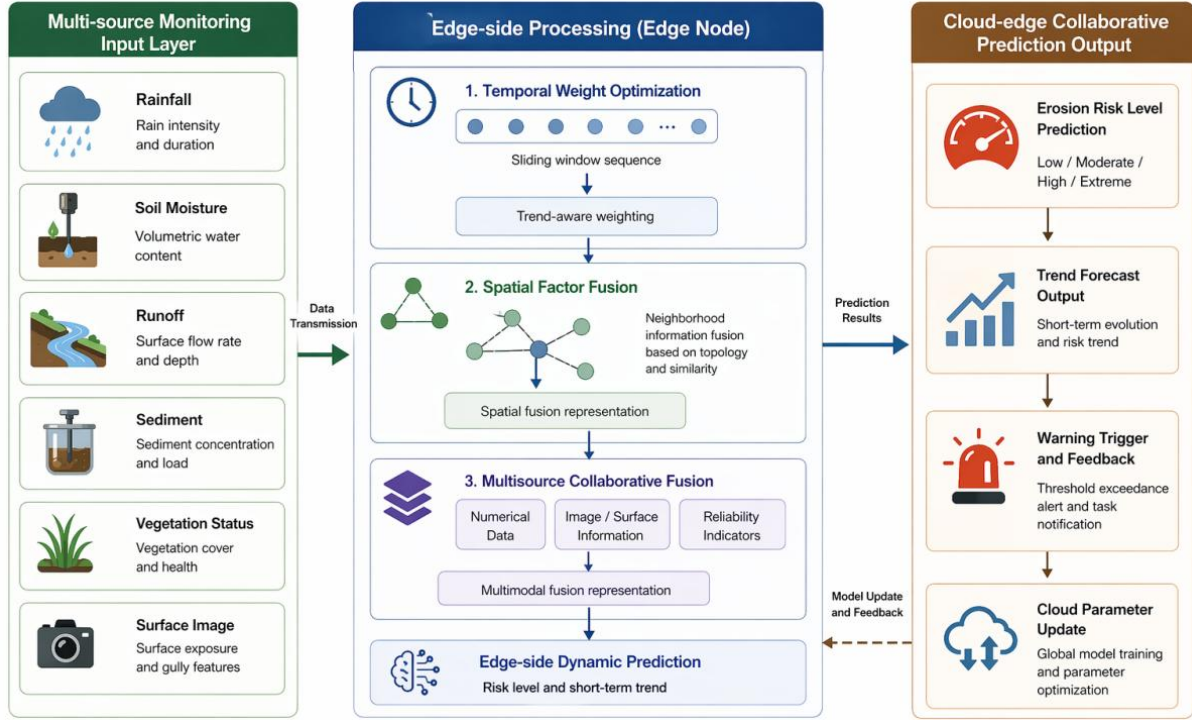 Multi-source Monitoring
Input Layer
Rainfall
Rain intensity
and duration
Soil Moisture
Volumetric water
content
Runoff
Surface flow rate
and depth
Sediment
Sediment concentration
and load
Vegetation Status
Vegetation cover
and health
Surface Image
Surface exposure
and gully features
Data
Transmission
Edge-side Processing (Edge Node)
1. Temporal Weight Optimization
...
Sliding window sequence
Trend-aware weighting
2. Spatial Factor Fusion
Neighborhood
information fusion
based on topology
and similarity
Spatial fusion representation
3. Multisource Collaborative Fusion
Numerical
Data
Image / Surface
Information
Reliability
Indicators
Multimodal fusion representation
Edge-side Dynamic Prediction
Risk level and short-term trend
Prediction
Results
Model Update
and Feedback
Cloud-edge Collaborative
Prediction Output
Erosion Risk Level
Prediction
Low / Moderate /
High / Extreme
Trend Forecast
Output
Short-term evolution
and risk trend
Warning Trigger
and Feedback
Threshold exceedance
alert and task
notification
Cloud Parameter
Update
Global model training
and parameter
optimization